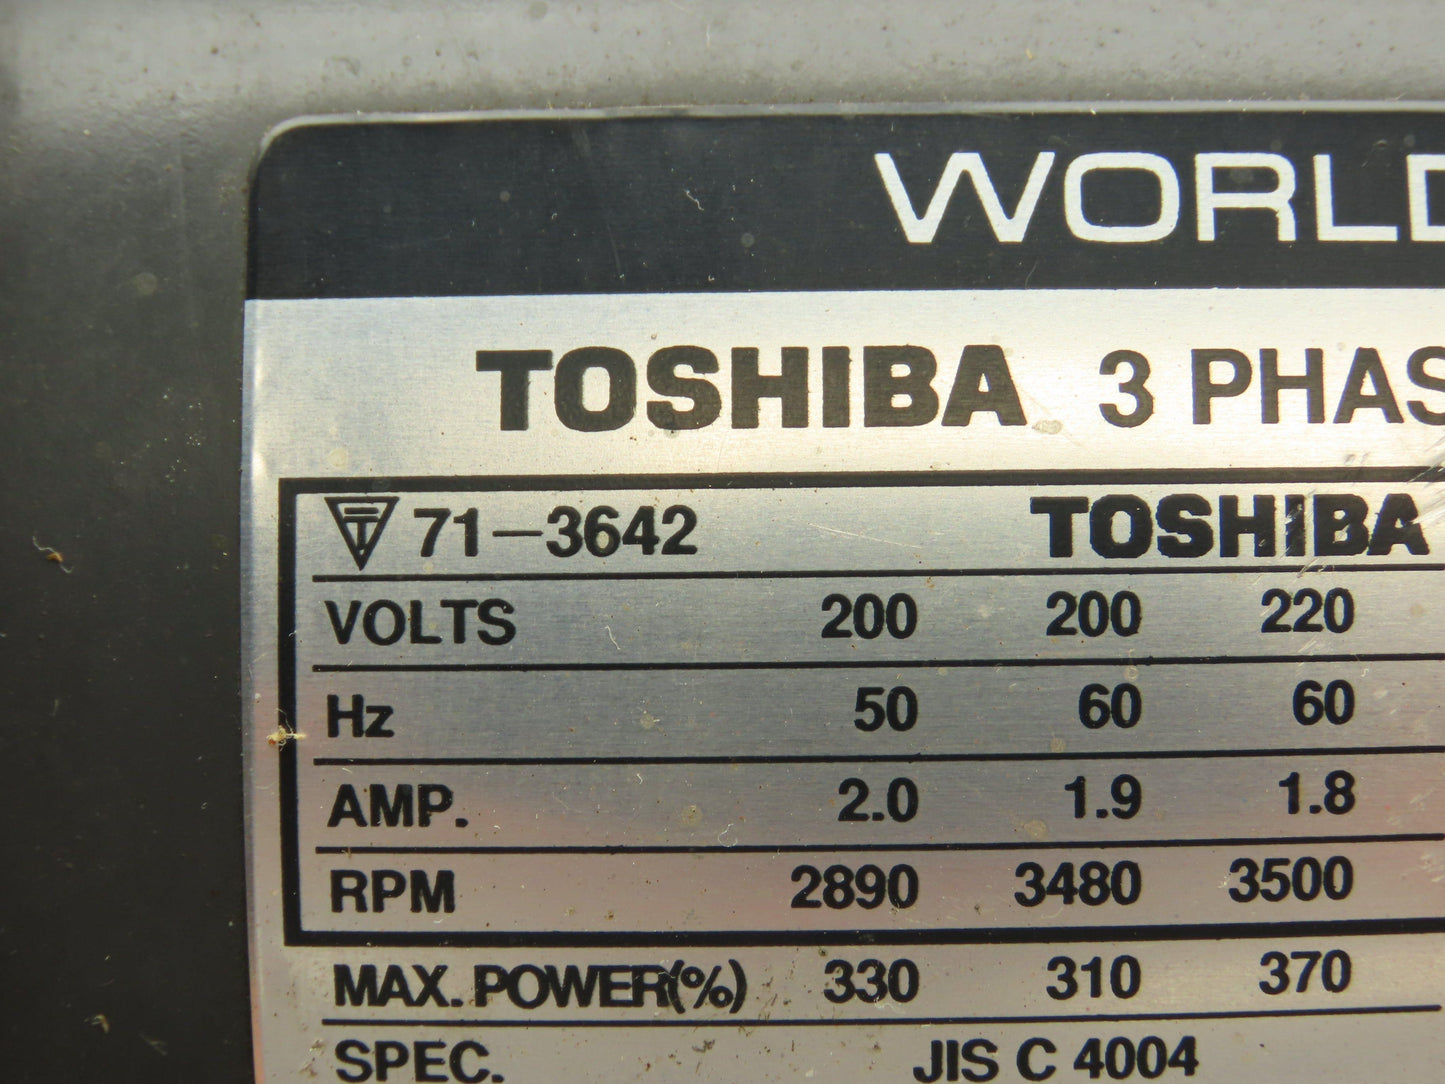 WORL
TOSHIBA 3 PHAS
71-3642 TOSHIBA
VOLTS 200 200 220
Hz 50 60 60
AMP. 2.0 1.9 1.8
RPM 2890 3480 3500
MAX. POWER(%) 330 310 370
SPEC. JIS C 4004